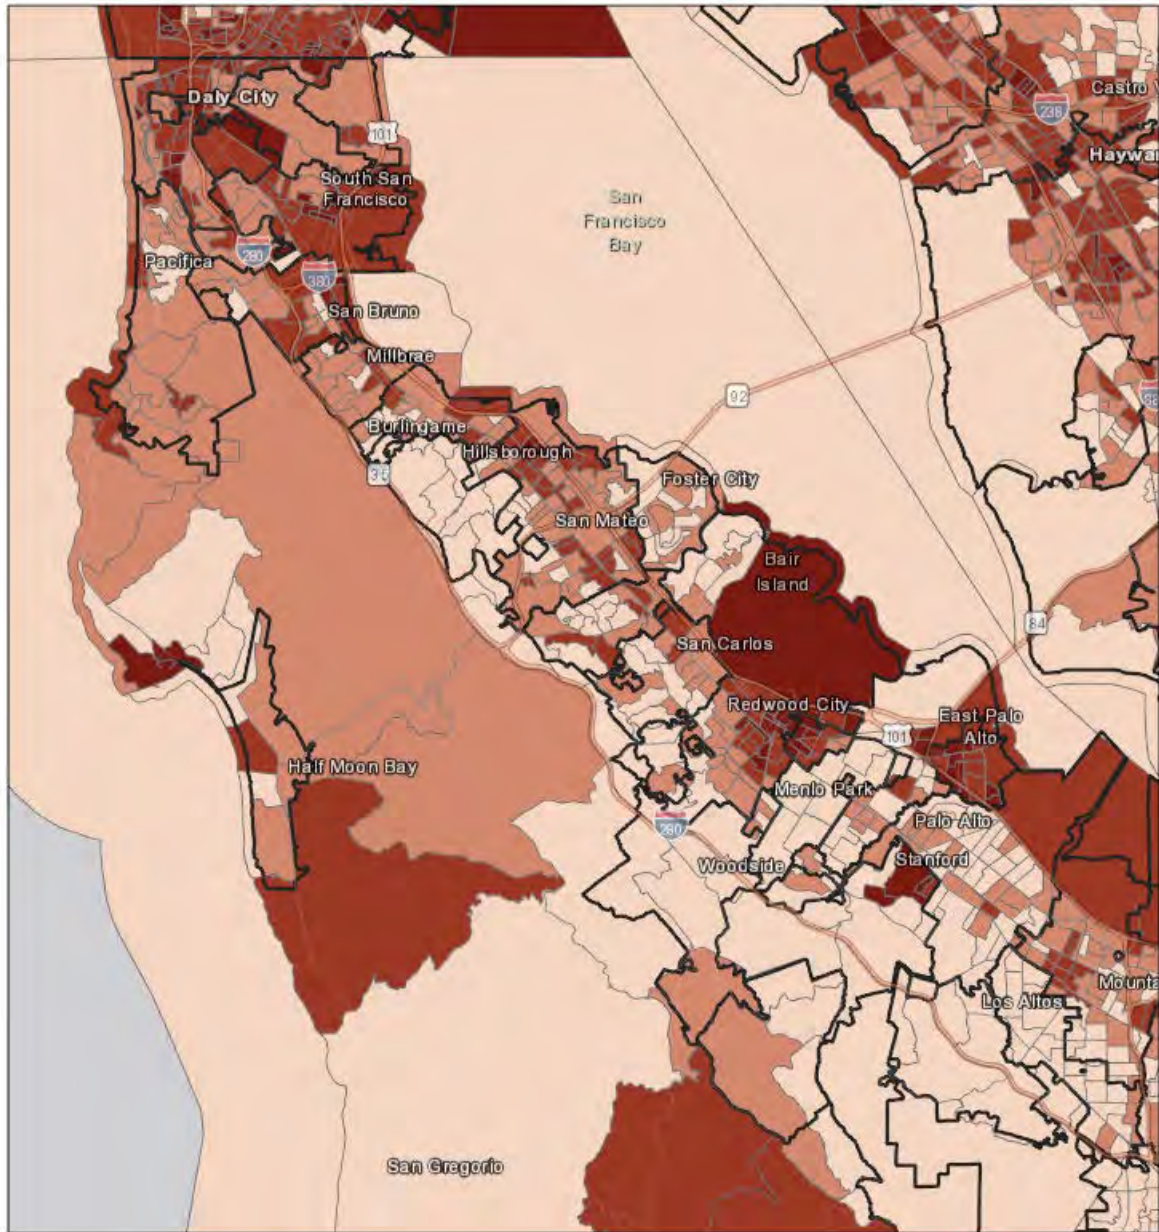 Daly City
101
238
Castro V
Haywar
South San
Francisco
San
Francisco
Bay
Pacifica
280
380
San Bruno
Millbrae
92
Burlingame
Hillsborough
35
Foster City
San Mateo
Bair
Island
84
San Carlos
Redwood City
East Palo
Alto
101
Half Moon Bay
Menlo Park
Palo Alto
280
Woodside
Stanford
Mounta
Los Altos
San Gregorio